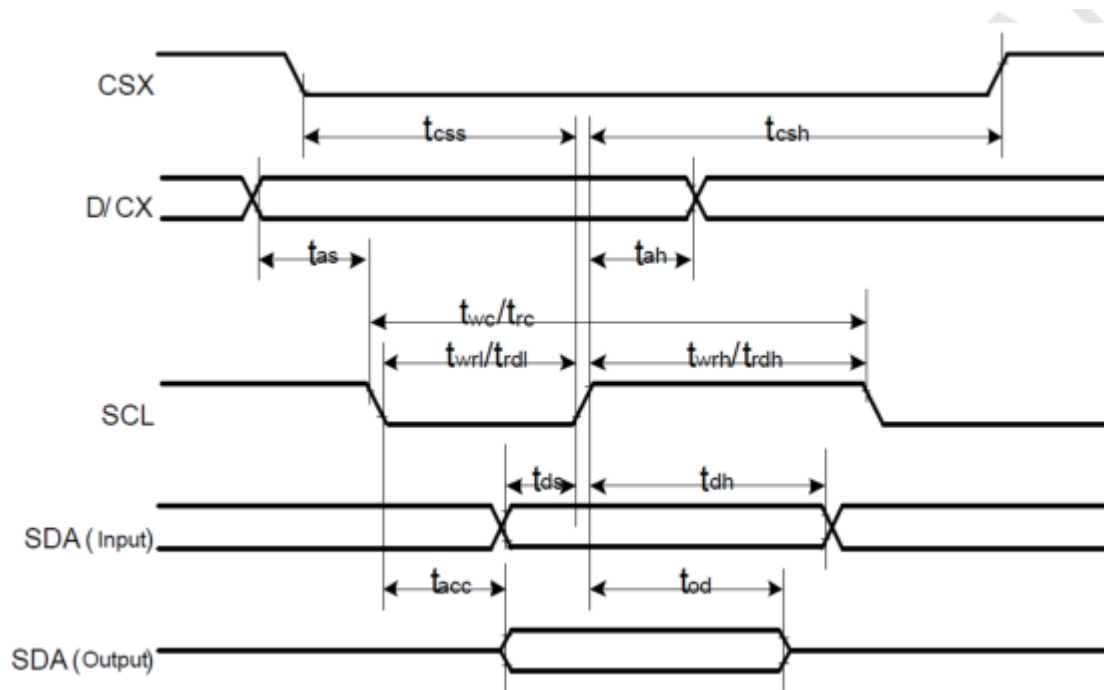 CSX
tcss
tcsh
D/CX
tas
tah
twc/trc
twrl/trdl
twrh/trdh
SCL
tds
tdh
SDA(Input)
tacc
tod
SDA(Output)